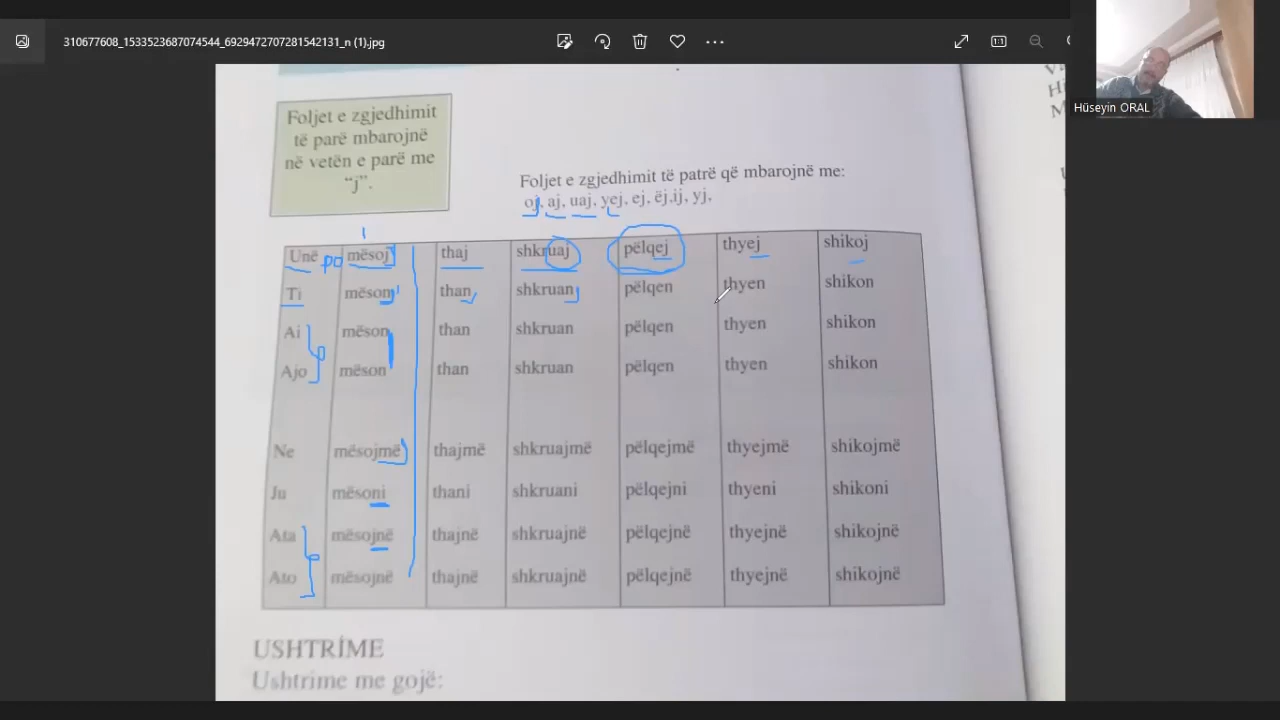 310677608_1533523687074544_6929472707281542131_n (1).jpg
1:1
Hüseyin ORAL
Foljet e zgjedhimit
të parë mbarojnë
në vetën e parë me
“j”.
Foljet e zgjedhimit të patrë që mbarojnë me:
oj, aj, uaj, yej, ej, ëj.ij, yj,
Unë po mësoj thaj shkruaj pëlqej thyej shikoj
Ti mëson than shkruan pëlqen thyen shikon
Ai mëson than shkruan pëlqen thyen shikon
Ajo mëson than shkruan pëlqen thyen shikon
Ne mësojmë thajmë shkruajmë pëlqejmë thyejmë shikojmë
Ju mësoni thani shkruani pëlqejni thyeni shikoni
Ata mësojnë thajnë shkruajnë pëlqejnë thyejnë shikojnë
Ato mësojnë thajnë shkruajnë pëlqejnë thyejnë shikojnë
USHTRİME
Ushtrime me gojë: